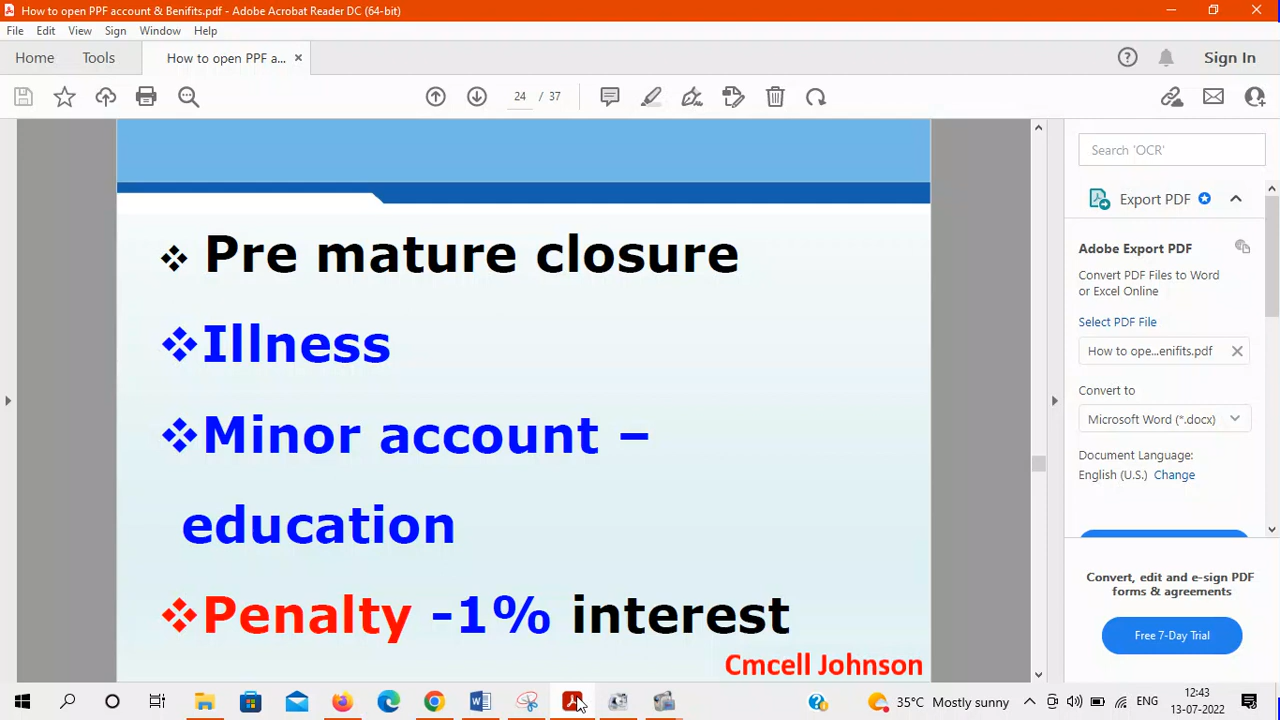 How to open PPF account & Benifits.pdf - Adobe Acrobat Reader DC (64-bit)
File Edit View Sign Window Help
Home Tools How to open PPF a... × Sign In
24 / 37
Search 'OCR'
Export PDF
Adobe Export PDF
Convert PDF Files to Word
or Excel Online
Select PDF File
How to ope...enifits.pdf
Convert to
Microsoft Word (*.docx)
Document Language:
English (U.S.) Change
Convert, edit and e-sign PDF
forms & agreements
Free 7-Day Trial
Pre mature closure
Illness
Minor account –
education
Penalty -1% interest
Cmcell Johnson
35°C Mostly sunny ENG 12:43
13-07-2022